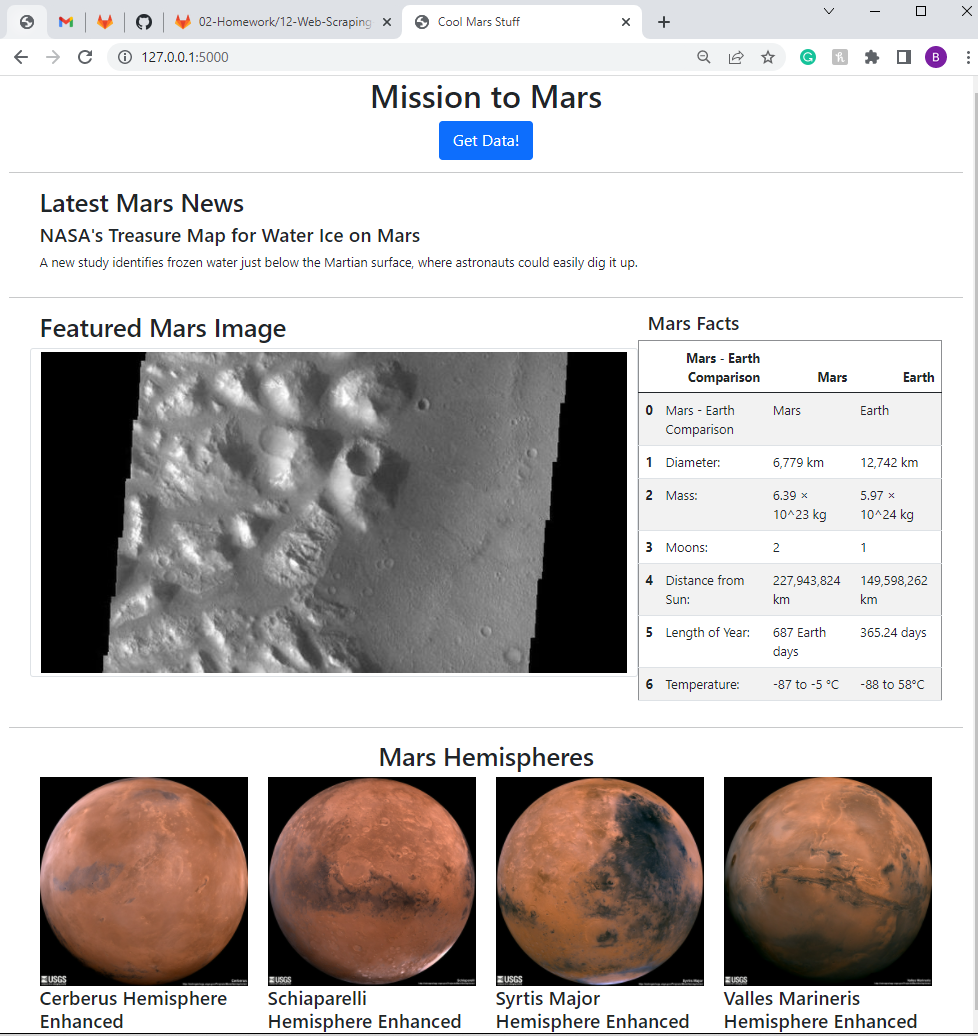 02-Homework/12-Web-Scraping
Cool Mars Stuff
127.0.0.1:5000
B
Mission to Mars
Get Data!
Latest Mars News
NASA's Treasure Map for Water Ice on Mars
A new study identifies frozen water just below the Martian surface, where astronauts could easily dig it up.
Featured Mars Image
Mars Facts
Mars - Earth
Comparison Mars Earth
0 Mars - Earth Mars Earth
Comparison
1 Diameter: 6,779 km 12,742 km
2 Mass: 6.39 × 5.97 ×
10^23 kg 10^24 kg
3 Moons: 2 1
4 Distance from 227,943,824 149,598,262
Sun: km km
5 Length of Year: 687 Earth 365.24 days
days
6 Temperature: -87 to -5 °C -88 to 58°C
Mars Hemispheres
USGS USGS USGS USGS
Cerberus Hemisphere
Enhanced
Schiaparelli
Hemisphere Enhanced
Syrtis Major
Hemisphere Enhanced
Valles Marineris
Hemisphere Enhanced